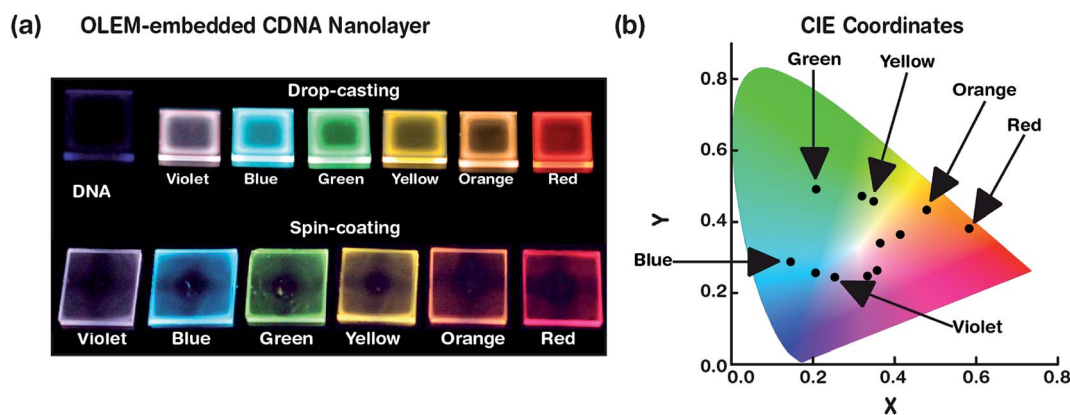 (a) OLEM-embedded CDNA Nanolayer
Drop-casting
DNA
Violet Blue Green Yellow Orange Red
Spin-coating
Violet Blue Green Yellow Orange Red
(b) CIE Coordinates
Green
Yellow
Orange
Red
Blue
Violet
Y
0.8
0.6
0.4
0.2
0.0
0.0 0.2 0.4 0.6 0.8
X